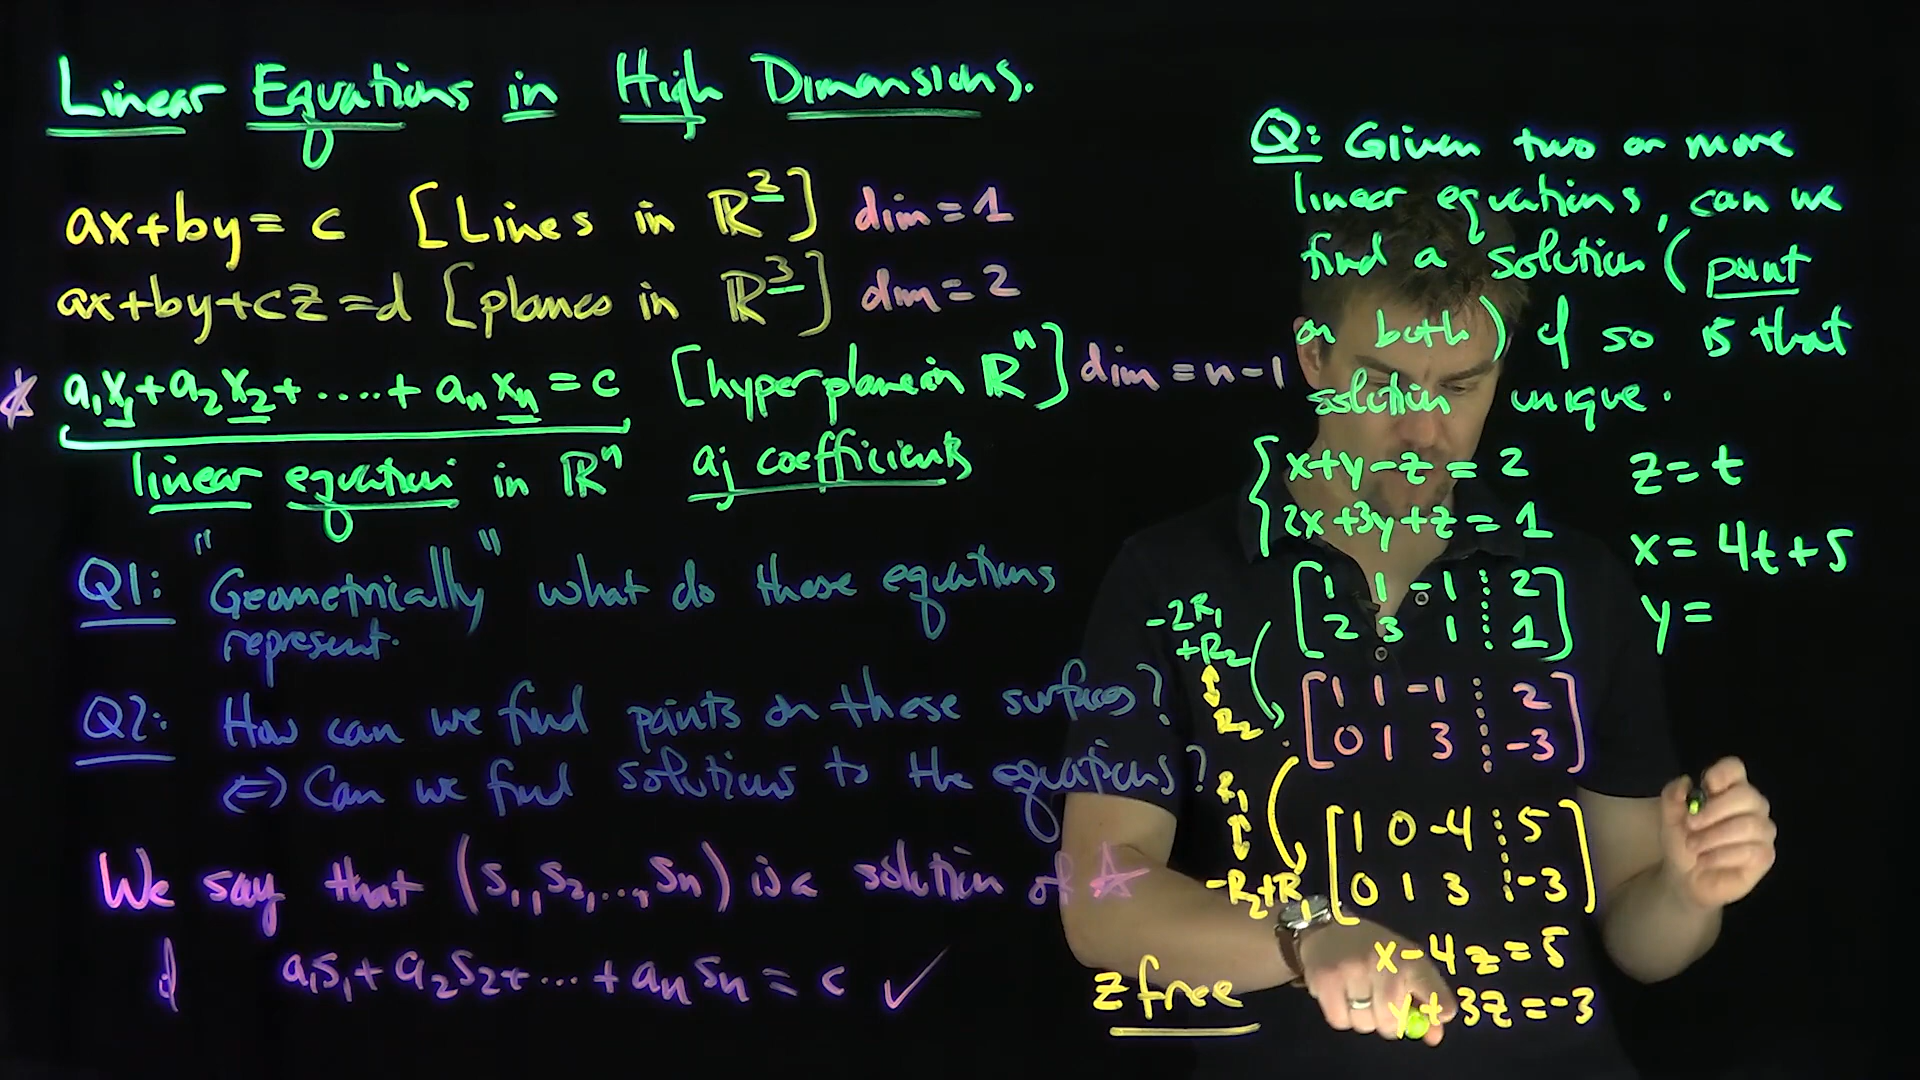 Linear Equations in High Dimensions.
ax+by= c [Lines in ℝ²] dim=1
ax+by+cz=d [planes in ℝ³] dim=2
☆ a₁x₁+a₂x₂+.....+ aₙxₙ=c [hyperplane in ℝⁿ] dim=n-1
linear equation in ℝⁿ aⱼ coefficients
Q1: "Geometrically" what do those equations
represent.
Q2: How can we find points on these surfaces?
(=) Can we find solutions to the equations?
We say that (s₁,s₂,...,sₙ) is a solution of ☆
if a₁s₁+a₂s₂+...+aₙsₙ=c ✓
Q: Given two or more
linear equations, can we
find a solution (point
on both) if so is that
solution unique.
{ x+y-z=2
2x+3y+z=1
z=t
x=4t+5
y=
[1 1 -1 ⋮ 2]
[2 3 1 ⋮ 1]
-2R₁
+R₂
↕
R₂
[1 1 -1 ⋮ 2]
[0 1 3 ⋮ -3]
R₁
↕
-R₂+R₁
[1 0 -4 ⋮ 5]
[0 1 3 ⋮ -3]
x-4z=5
y+3z=-3
z free